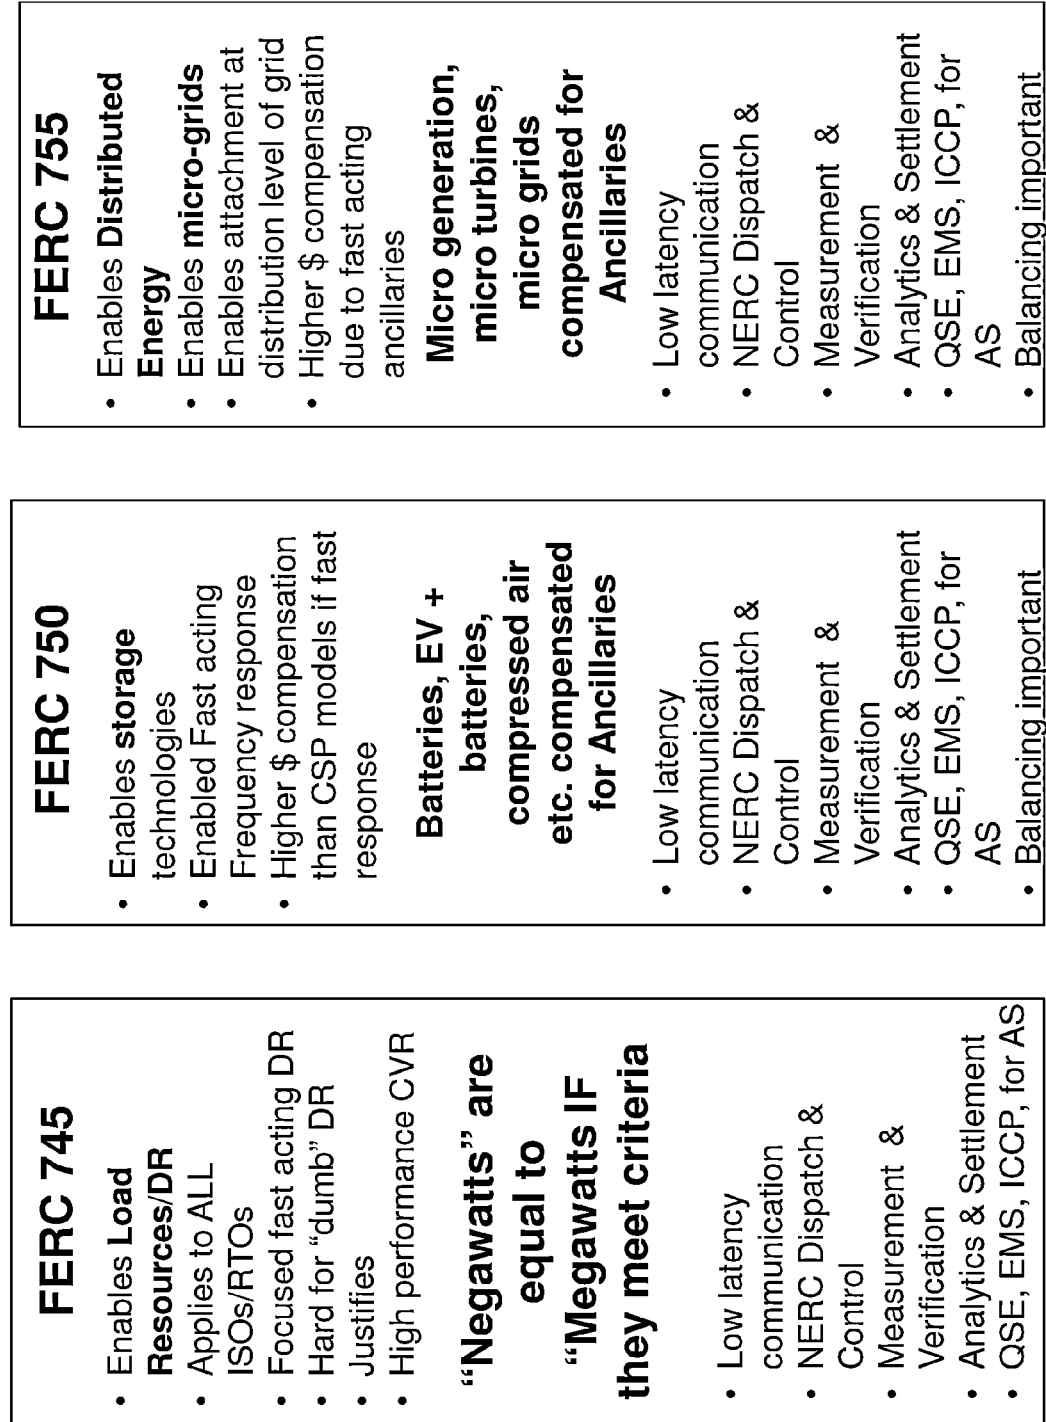 FERC 745
• Enables Load
Resources/DR
• Applies to ALL
ISOs/RTOs
• Focused fast acting DR
• Hard for “dumb” DR
• Justifies
• High performance CVR
“Negawatts” are
equal to
“Megawatts IF
they meet criteria
• Low latency
communication
• NERC Dispatch &
Control
• Measurement &
Verification
• Analytics & Settlement
• QSE, EMS, ICCP, for AS
FERC 750
• Enables storage
technologies
• Enabled Fast acting
Frequency response
• Higher $ compensation
than CSP models if fast
response
Batteries, EV +
batteries,
compressed air
etc. compensated
for Ancillaries
• Low latency
communication
• NERC Dispatch &
Control
• Measurement &
Verification
• Analytics & Settlement
• QSE, EMS, ICCP, for
AS
• Balancing important
FERC 755
• Enables Distributed
Energy
• Enables micro-grids
• Enables attachment at
distribution level of grid
• Higher $ compensation
due to fast acting
ancillaries
Micro generation,
micro turbines,
micro grids
compensated for
Ancillaries
• Low latency
communication
• NERC Dispatch &
Control
• Measurement &
Verification
• Analytics & Settlement
• QSE, EMS, ICCP, for
AS
• Balancing important